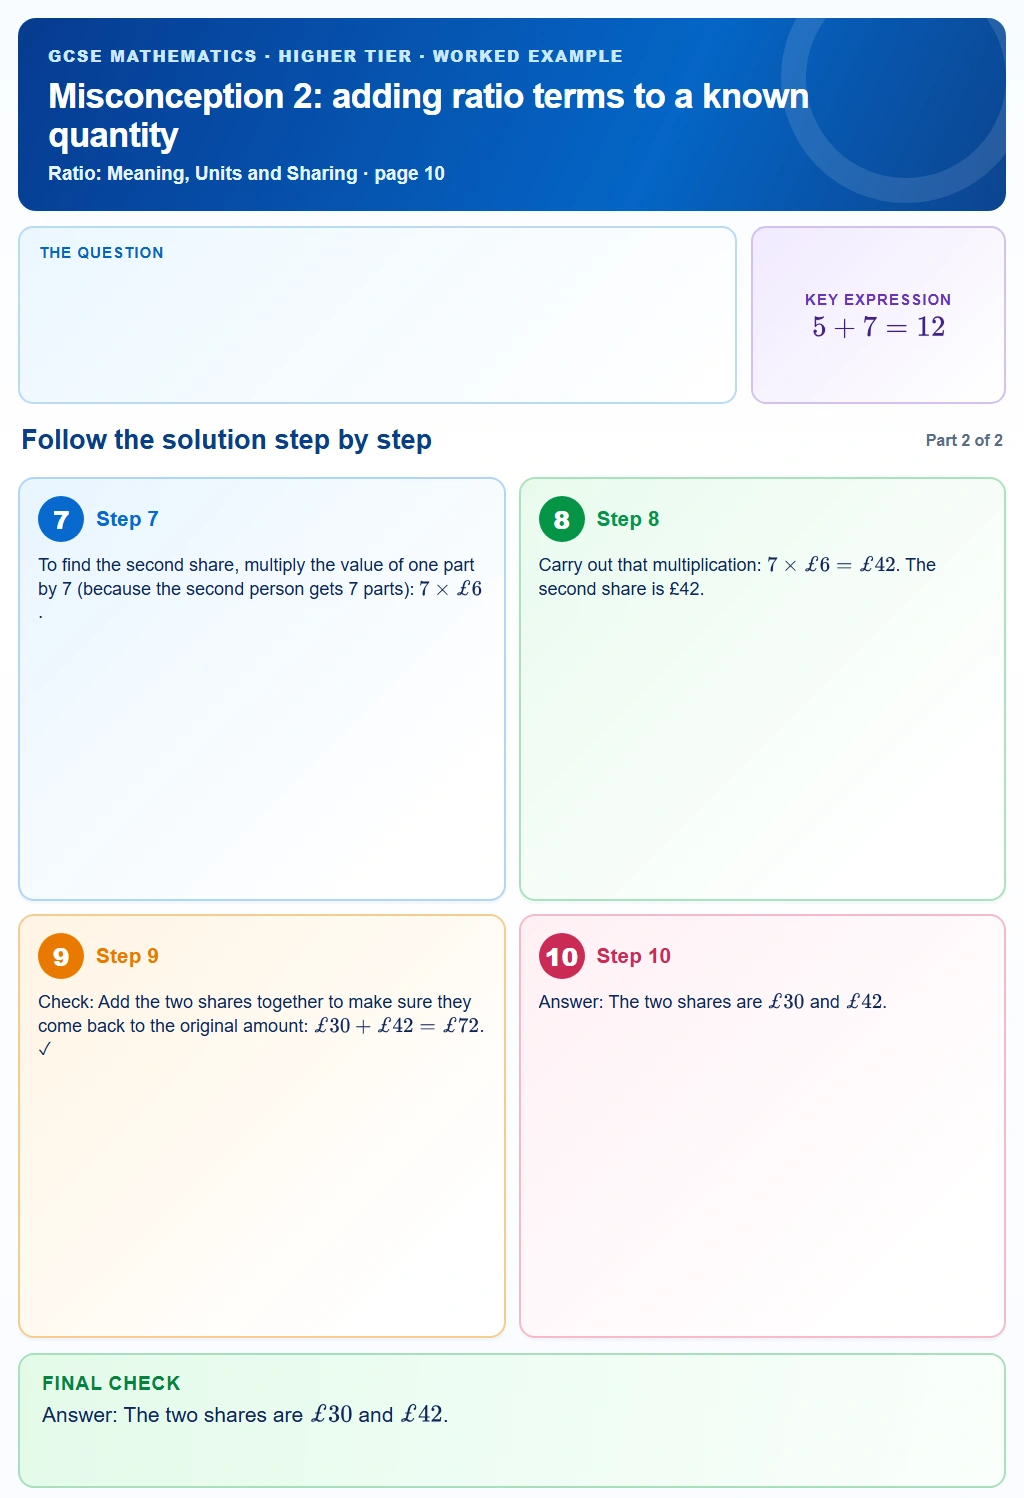 GCSE MATHEMATICS · HIGHER TIER · WORKED EXAMPLE
Misconception 2: adding ratio terms to a known
quantity
Ratio: Meaning, Units and Sharing · page 10
THE QUESTION
KEY EXPRESSION
5 + 7 = 12
Follow the solution step by step
Part 2 of 2
7 Step 7
To find the second share, multiply the value of one part
by 7 (because the second person gets 7 parts): 7 × £6
.
8 Step 8
Carry out that multiplication: 7 × £6 = £42. The
second share is £42.
9 Step 9
Check: Add the two shares together to make sure they
come back to the original amount: £30 + £42 = £72.
✓
10 Step 10
Answer: The two shares are £30 and £42.
FINAL CHECK
Answer: The two shares are £30 and £42.